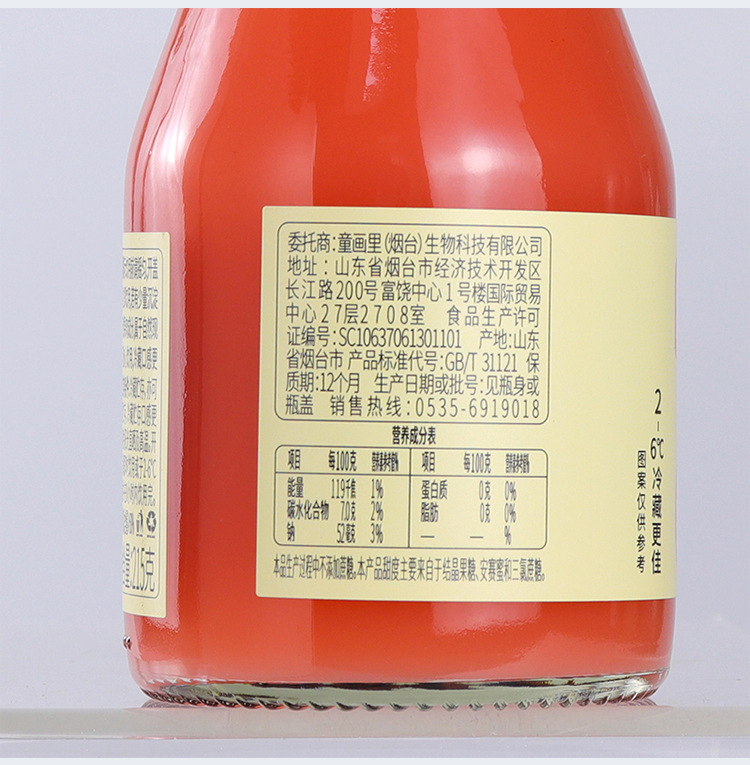 委托商：童画里（烟台）生物科技有限公司
地址：山东省烟台市经济技术开发区
长江路200号富饶中心1号楼国际贸易
中心27层2708室 食品生产许可
证编号：SC10637061301101 产地：山东
省烟台市 产品标准代号：GB/T 31121 保
质期：12个月 生产日期或批号：见瓶身或
瓶盖 销售热线：0535-6919018
营养成分表
项目 每100克 营养素参考值% 项目 每100克 营养素参考值%
能量 119千焦 1% 蛋白质 0克 0%
碳水化合物 7.0克 2% 脂肪 0克 0%
钠 52毫克 3% — — %
本品生产过程中不添加蔗糖。本产品甜度主要来自于结晶果糖、安赛蜜和三氯蔗糖。
2-6℃冷藏更佳
图案仅供参考
215克